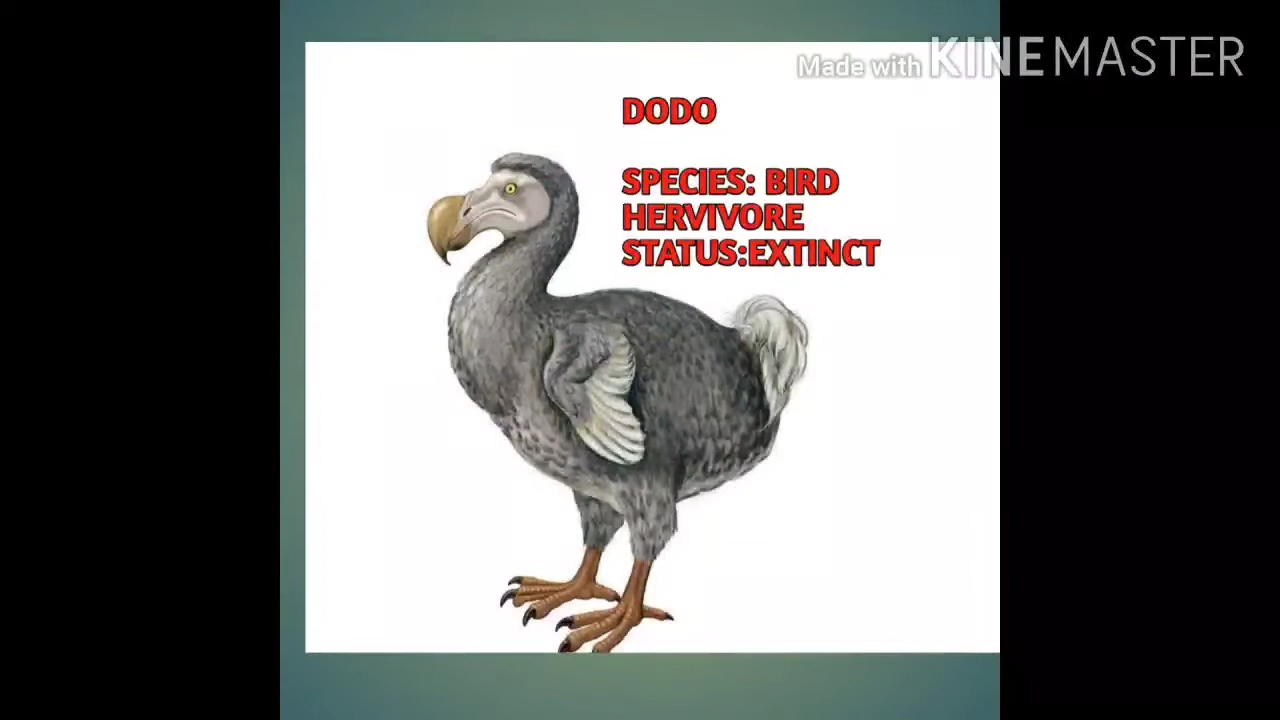 Made with KINEMASTER
DODO
SPECIES: BIRD
HERVIVORE
STATUS:EXTINCT